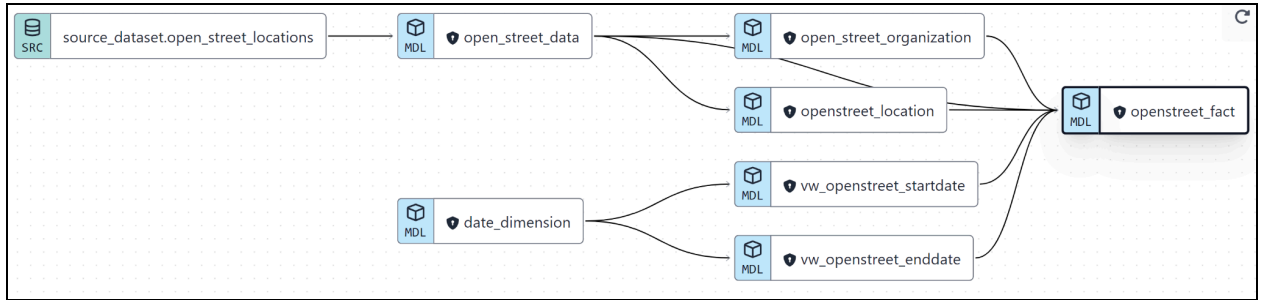 SRC
source_dataset.open_street_locations
MDL
open_street_data
MDL
open_street_organization
MDL
openstreet_location
MDL
openstreet_fact
MDL
date_dimension
MDL
vw_openstreet_startdate
MDL
vw_openstreet_enddate